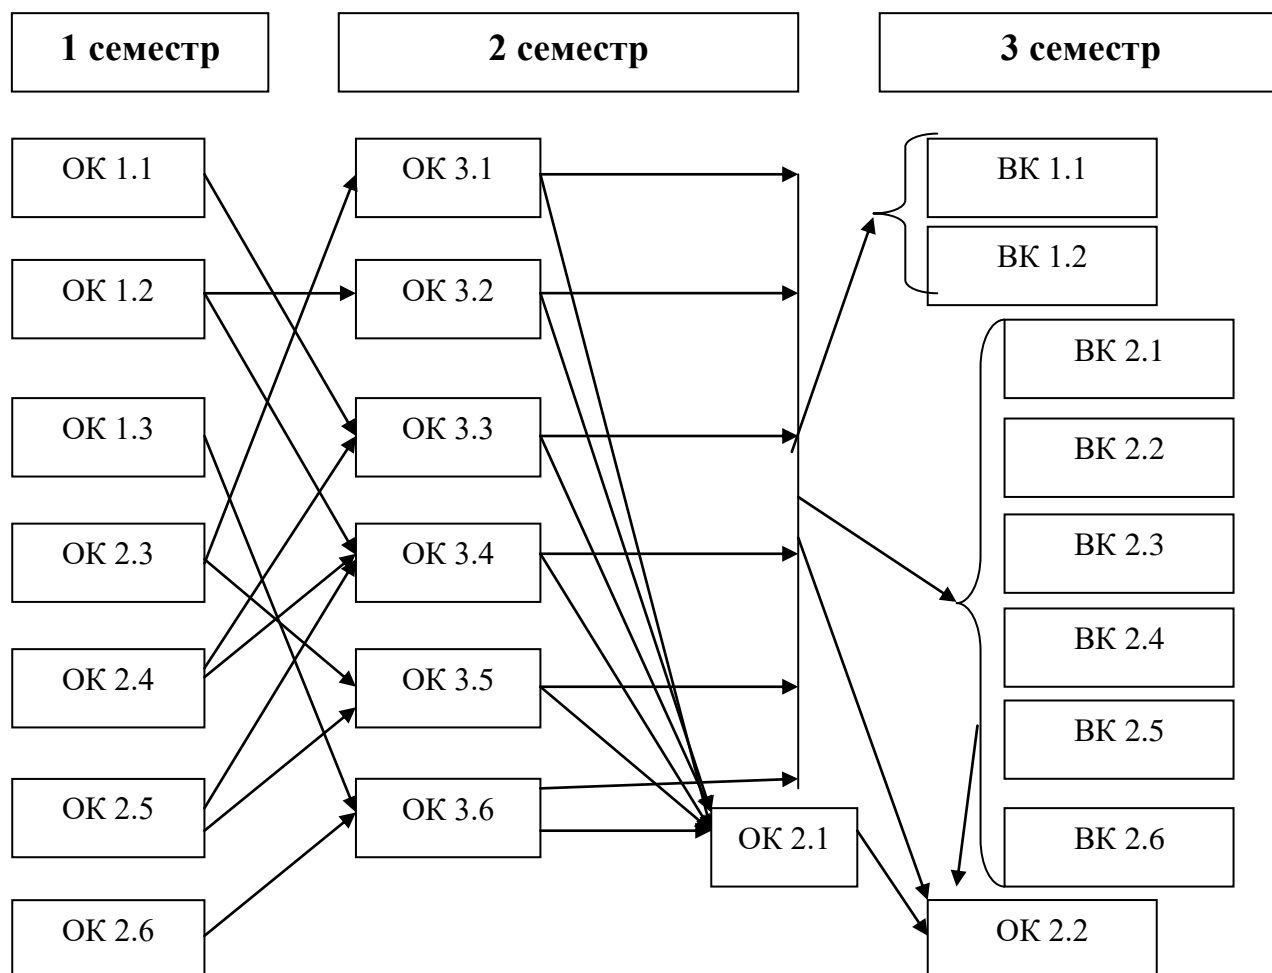 1 семестр
2 семестр
3 семестр
ОК 1.1
ОК 3.1
ВК 1.1
ВК 1.2
ОК 1.2
ОК 3.2
ВК 2.1
ОК 1.3
ОК 3.3
ВК 2.2
ОК 2.3
ОК 3.4
ВК 2.3
ВК 2.4
ОК 2.4
ОК 3.5
ВК 2.5
ОК 2.5
ОК 3.6
ОК 2.1
ВК 2.6
ОК 2.6
ОК 2.2